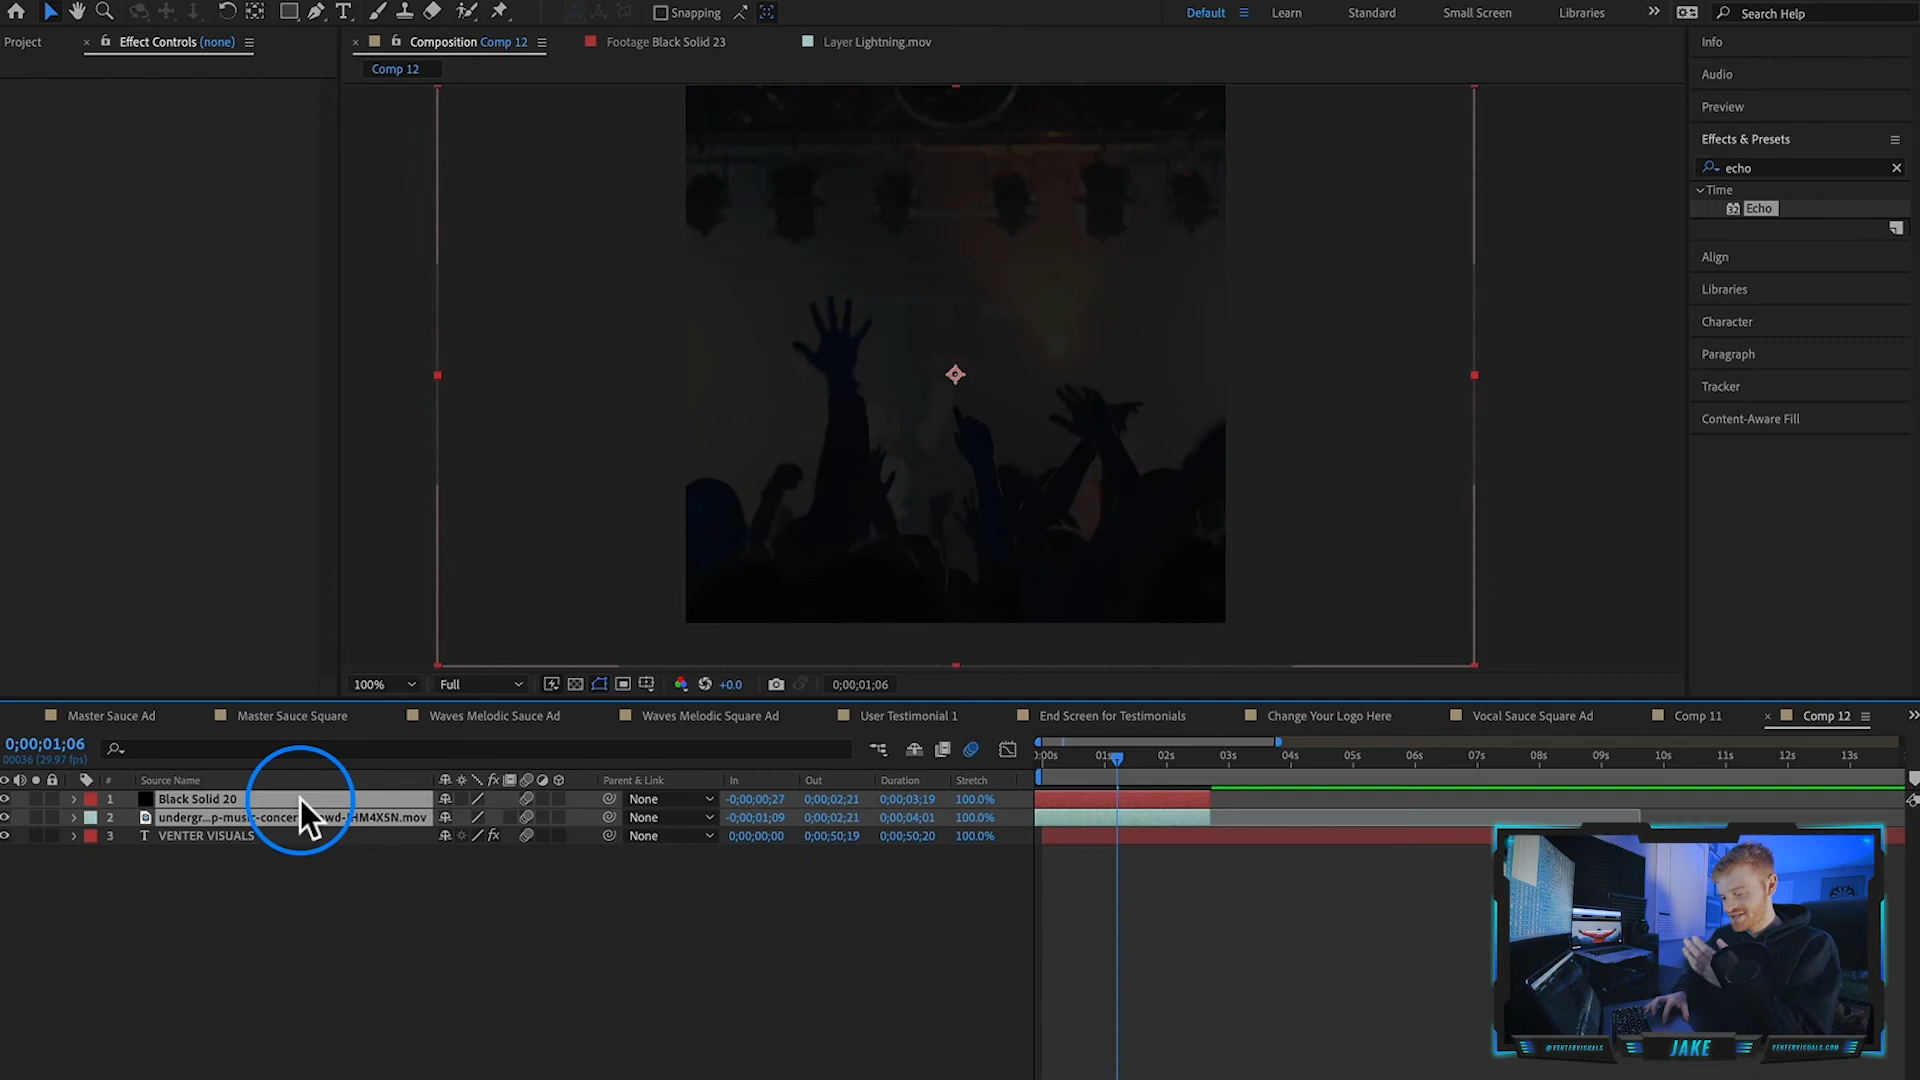 Snapping
Default
Learn
Standard
Small Screen
Libraries
Search Help
Project
Effect Controls (none)
Composition Comp 12
Footage Black Solid 23
Layer Lightning.mov
Comp 12
Info
Audio
Preview
Effects & Presets
echo
Time
32 Echo
Align
Libraries
Character
Paragraph
Tracker
Content-Aware Fill
100%
Full
+0.0
0;00;01;06
Master Sauce Ad
Master Sauce Square
Waves Melodic Sauce Ad
Waves Melodic Square Ad
User Testimonial 1
End Screen for Testimonials
Change Your Logo Here
Vocal Sauce Square Ad
Comp 11
Comp 12
0;00;01;06
00036 (29.97 fps)
:00s 01s 02s 03s 04s 05s 06s 07s 08s 09s 10s 11s 12s 13s
# Source Name fx Parent & Link In Out Duration Stretch
1 Black Solid 20 None -0;00;00;27 0;00;02;21 0;00;03;19 100.0%
2 None -0;00;01;09 0;00;02;21 0;00;04;01 100.0%
3 T VENTER VISUALS fx None 0;00;00;00 0;00;50;19 0;00;50;20 100.0%
@VENTERVISUALS
JAKE
VENTERVISUALS.COM